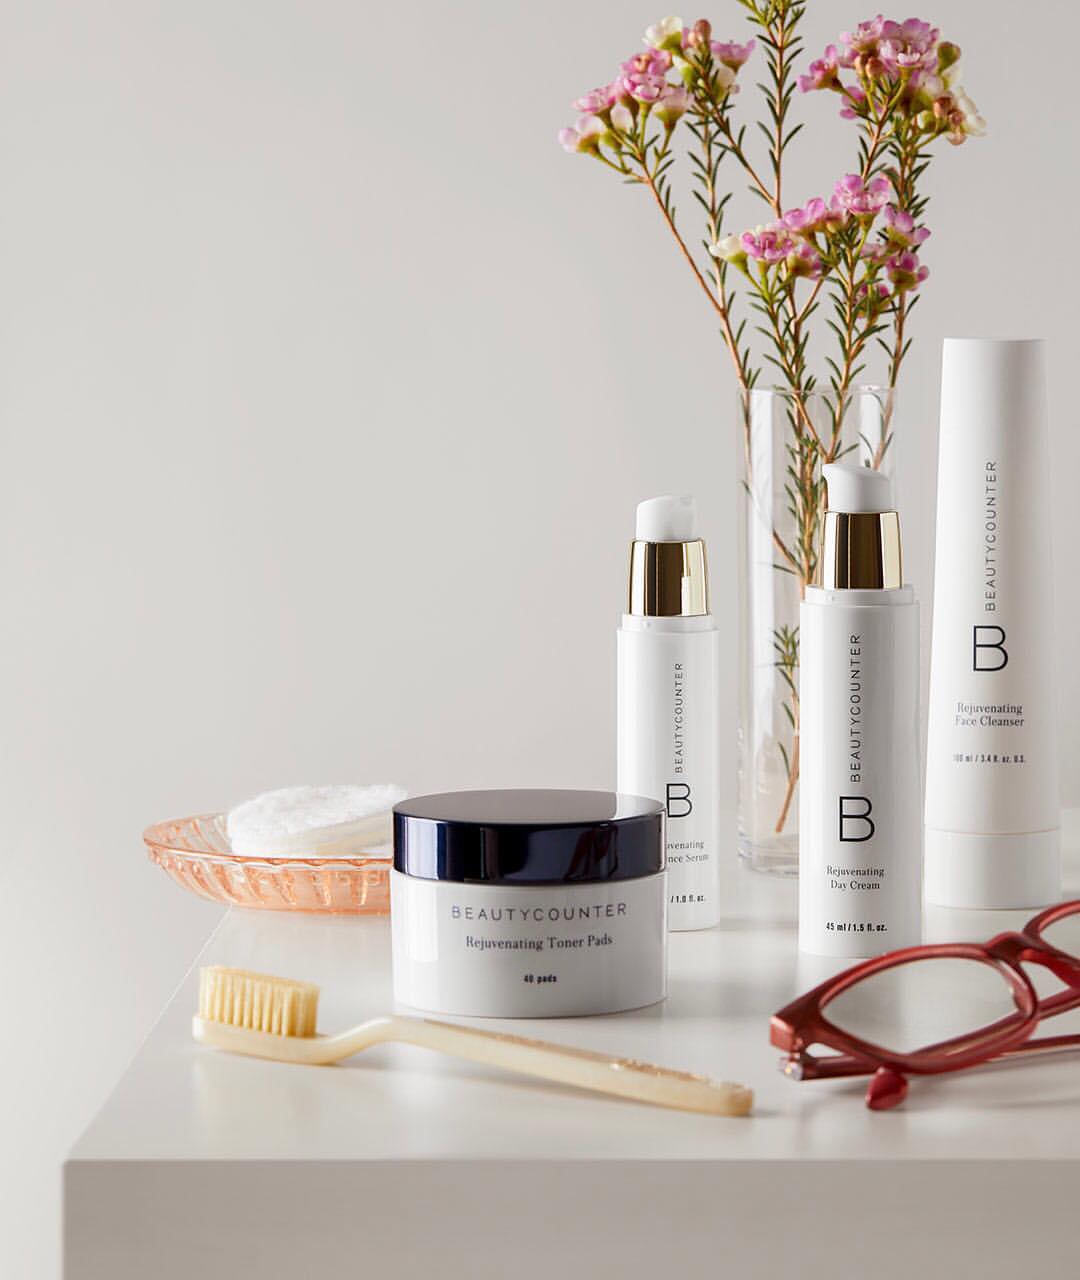 BEAUTYCOUNTER
Rejuvenating Toner Pads
40 pads
BEAUTYCOUNTER
B
Serum
/ 1.0 fl. oz.
BEAUTYCOUNTER
B
Rejuvenating
Day Cream
45 ml / 1.5 fl. oz.
BEAUTYCOUNTER
B
Rejuvenating
Face Cleanser
100 ml / 3.4 fl. oz. U.S.